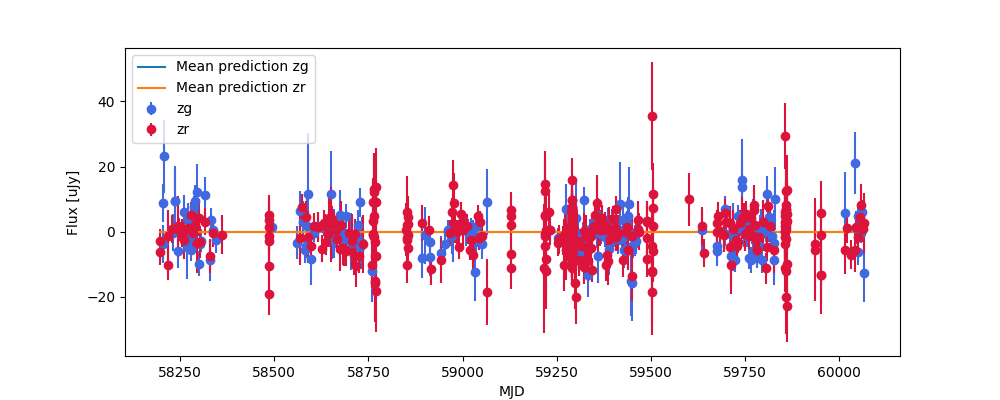 Mean prediction zg
Mean prediction zr
zg
zr
Flux [uJy]
40
20
0
−20
58250
58500
58750
59000
59250
59500
59750
60000
MJD